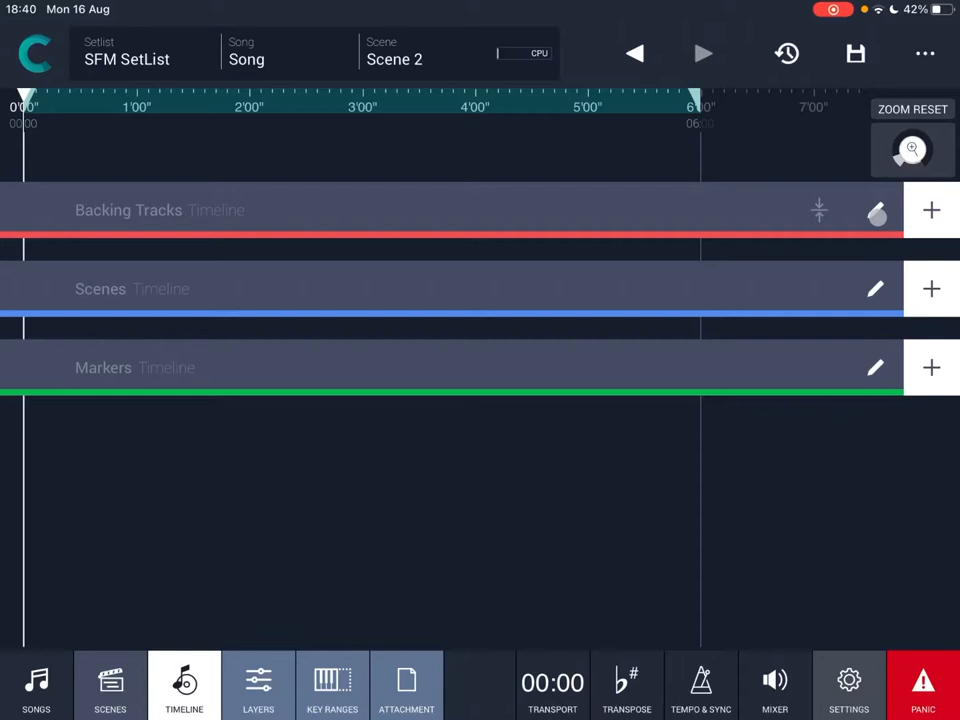 18:40 Mon 16 Aug 42%
Setlist Song Scene
SFM SetList Song Scene 2 CPU
0'00" 1'00" 2'00" 3'00" 4'00" 5'00" 6'00" 7'00" ZOOM RESET
00:00 06:00
Backing Tracks Timeline
Scenes Timeline
Markers Timeline
00:00
SONGS SCENES TIMELINE LAYERS KEY RANGES ATTACHMENT TRANSPORT TRANSPOSE TEMPO & SYNC MIXER SETTINGS PANIC